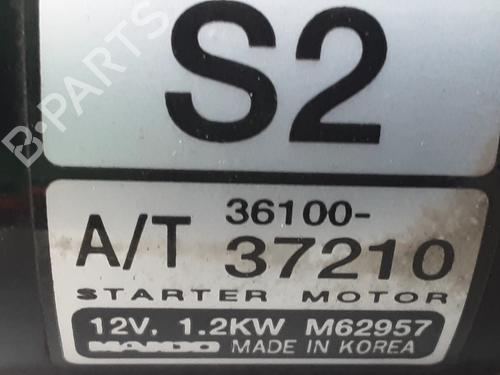 B-PARTS
S2
36100-
A/T 37210
STARTER MOTOR
12V, 1.2KW M62957
MANDO MADE IN KOREA